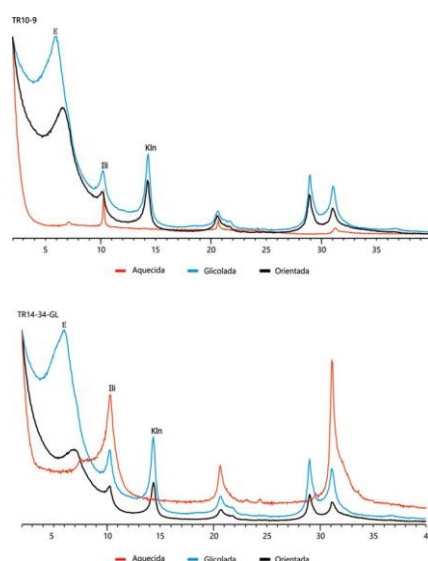 TR10-9
E
Ili
Kln
5 10 15 20 25 30 35
Aquecida Glicolada Orientada
TR14-34-GL
E
Ili
Kln
5 10 15 20 25 30 35 4
Aquecida Glicolada Orientada